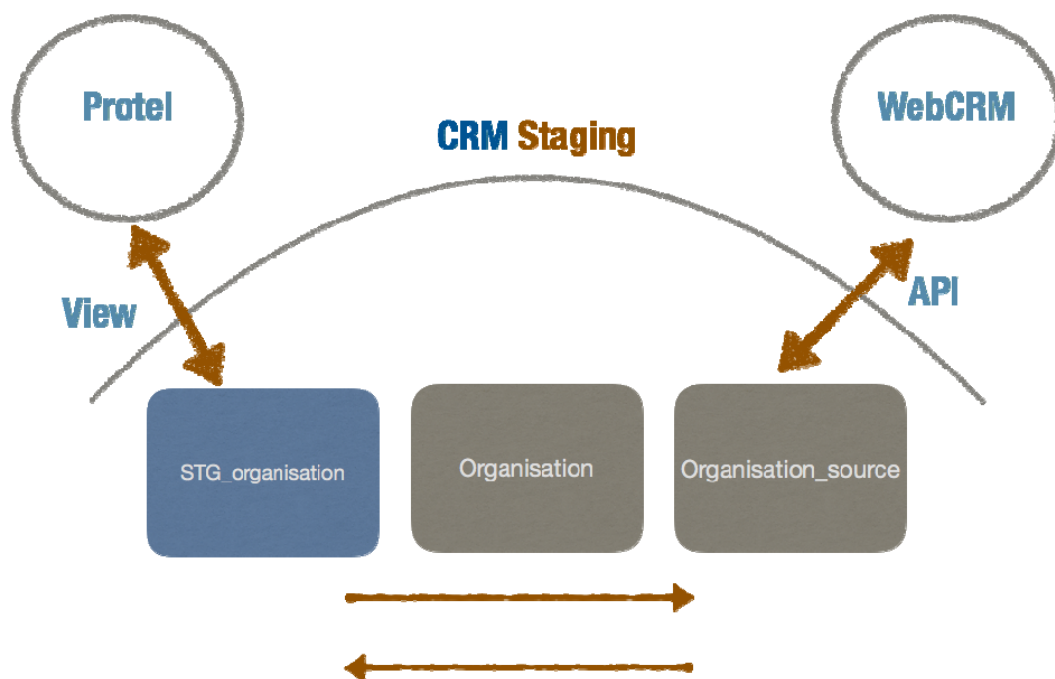 Protel
WebCRM
CRM Staging
View
API
STG_organisation
Organisation
Organisation_source